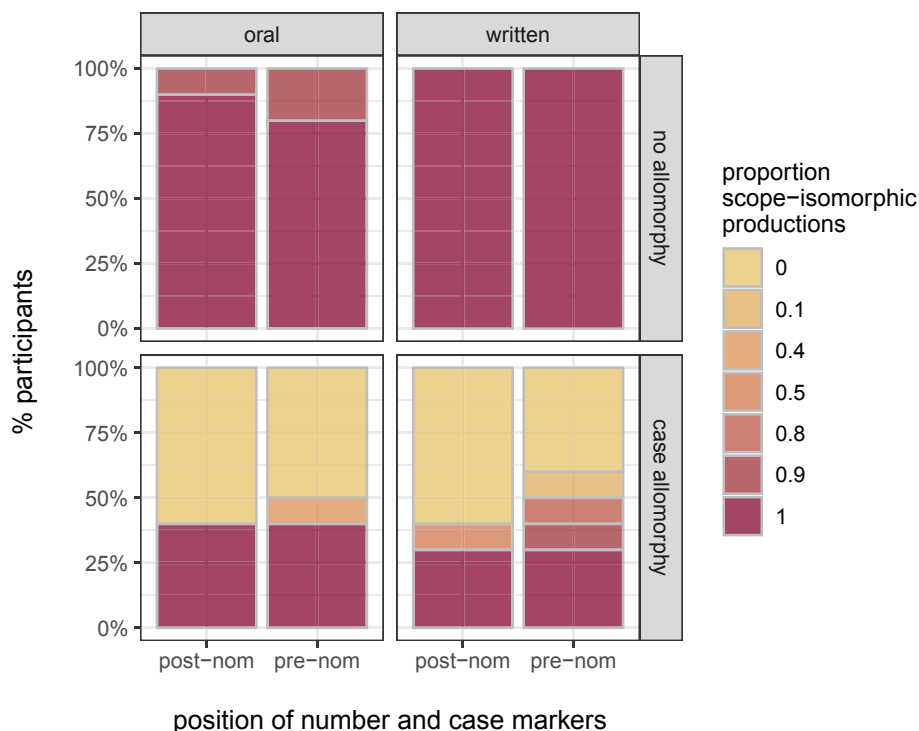 oral
written
100%
75%
50%
25%
0%
no allomorphy
100%
75%
50%
25%
0%
case allomorphy
% participants
post−nom
pre−nom
post−nom
pre−nom
position of number and case markers
proportion
scope−isomorphic
productions
0
0.1
0.4
0.5
0.8
0.9
1